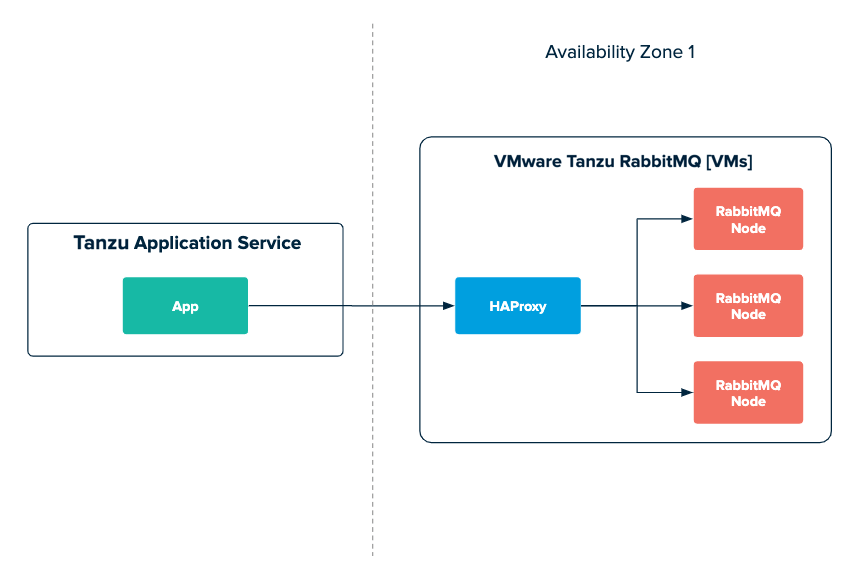 Availability Zone 1
VMware Tanzu RabbitMQ [VMs]
Tanzu Application Service
App
HAProxy
RabbitMQ
Node
RabbitMQ
Node
RabbitMQ
Node